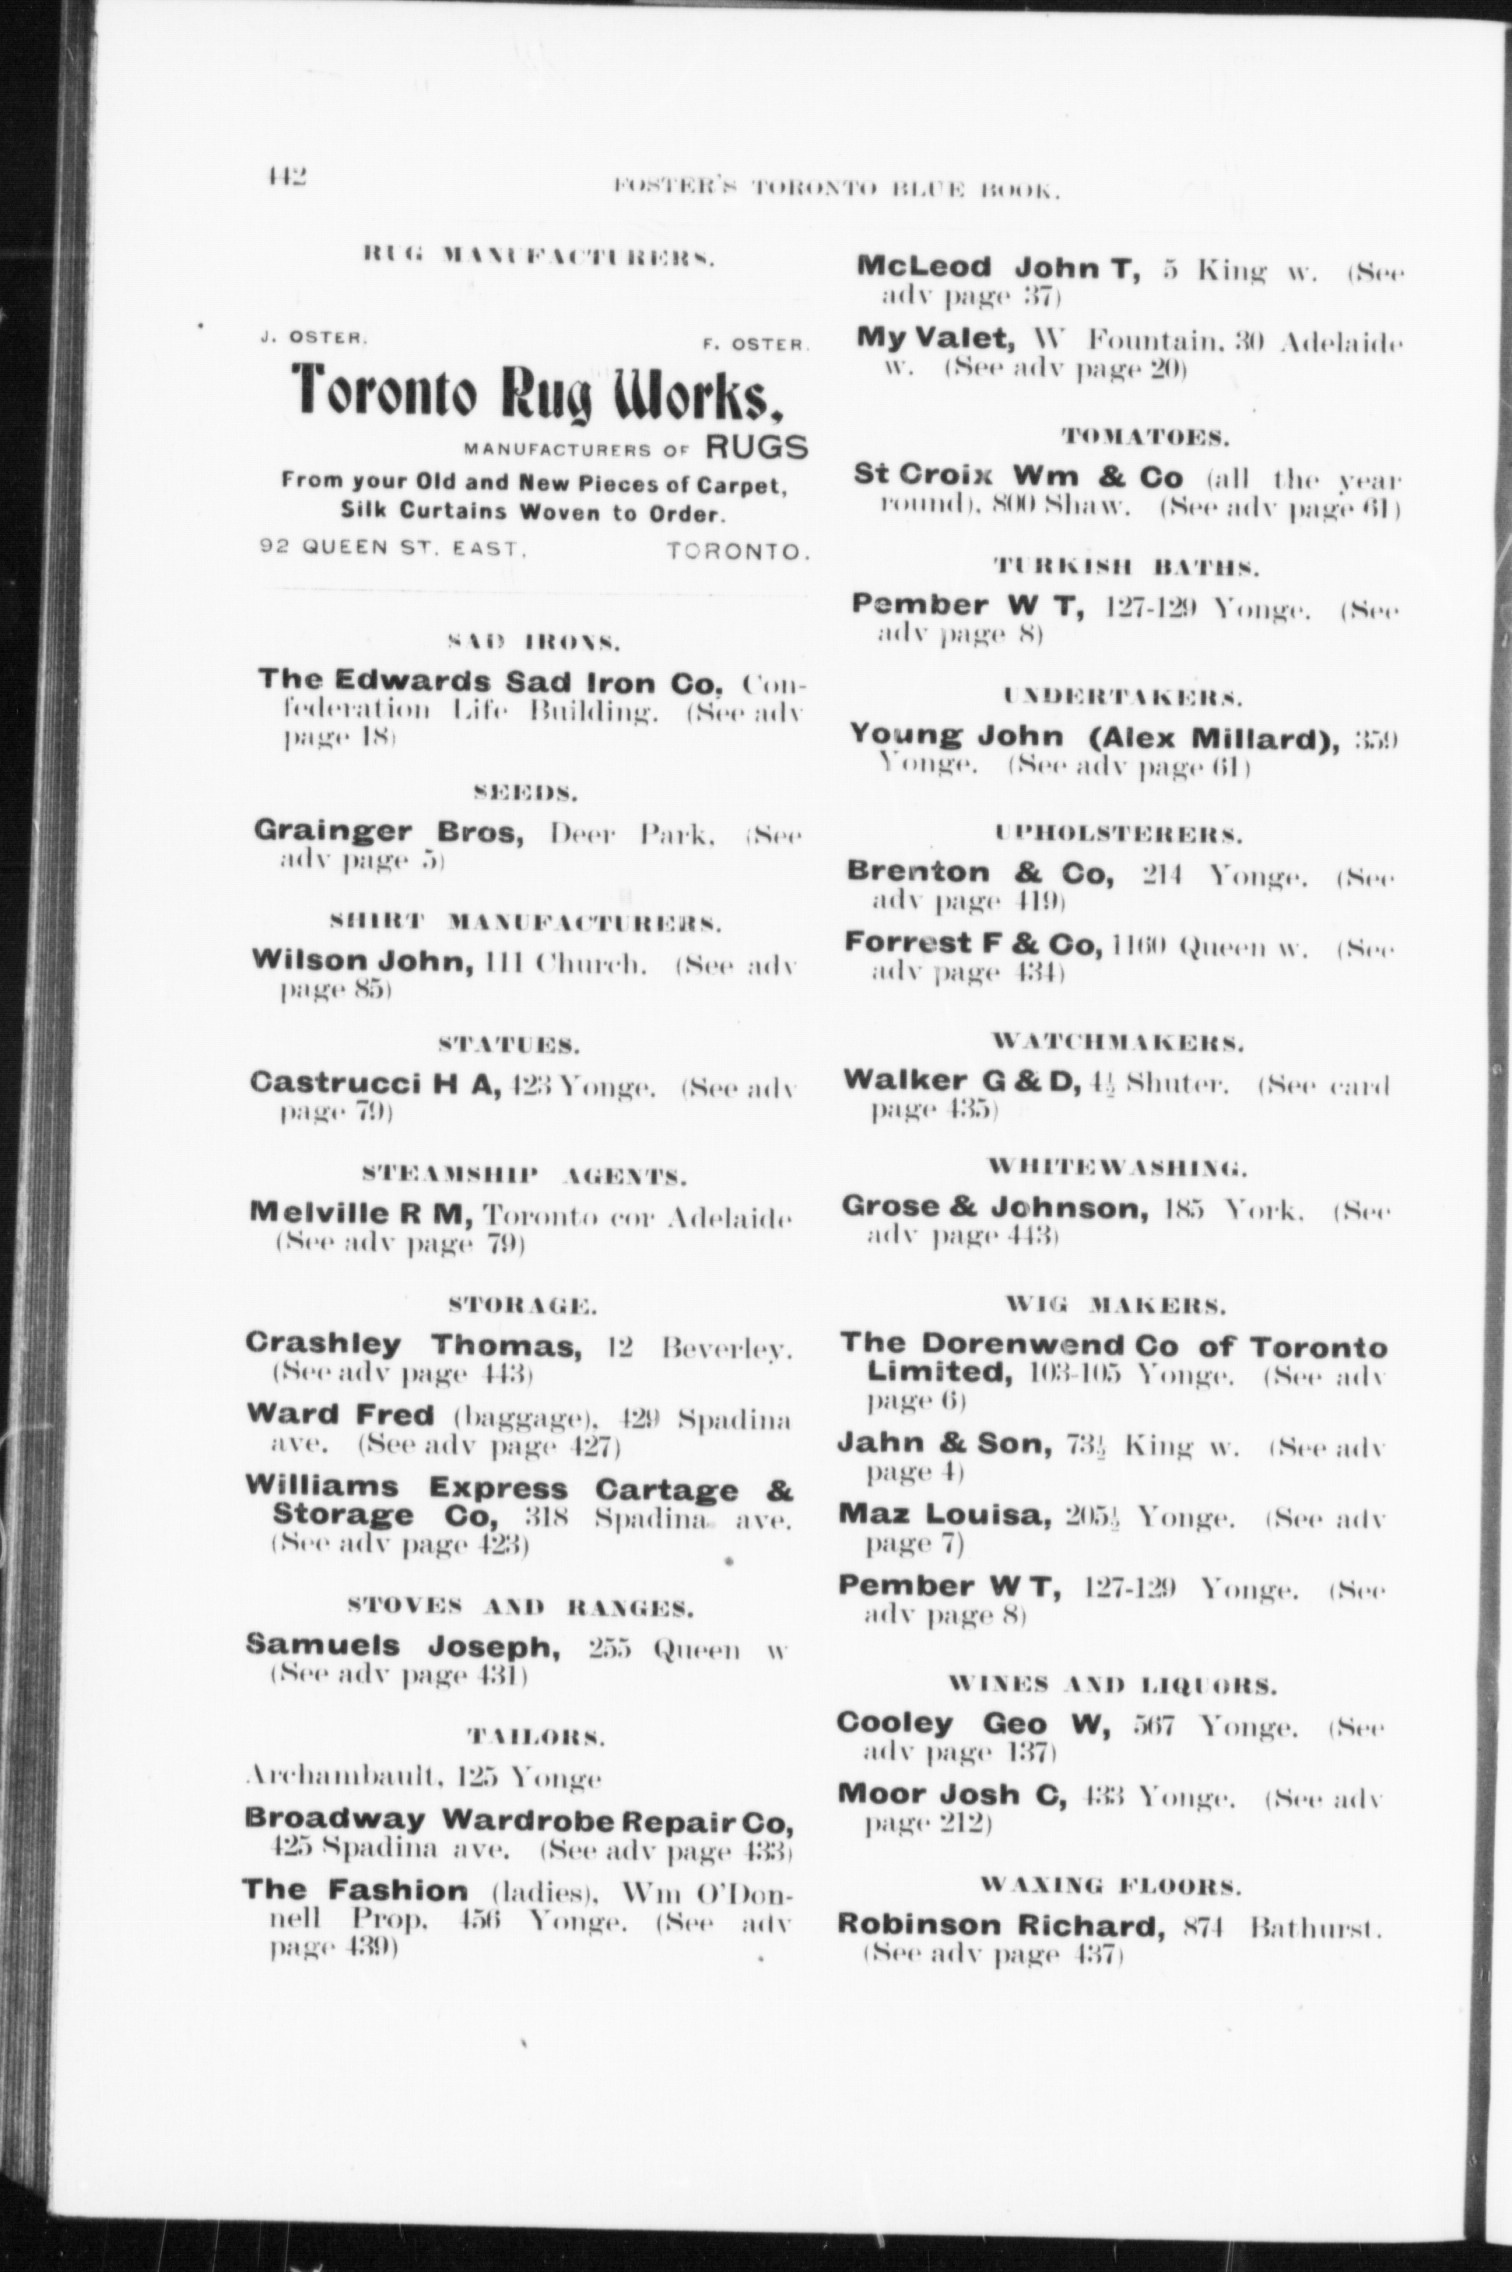 442
FOSTER'S TORONTO BLUE BOOK.
RUG MANUFACTURERS.
J. OSTER. F. OSTER.
Toronto Rug Works,
MANUFACTURERS OF RUGS
From your Old and New Pieces of Carpet,
Silk Curtains Woven to Order.
92 QUEEN ST. EAST, TORONTO.
SAD IRONS.
The Edwards Sad Iron Co, Con-
federation Life Building. (See adv
page 18)
SEEDS.
Grainger Bros, Deer Park. (See
adv page 5)
SHIRT MANUFACTURERS.
Wilson John, 111 Church. (See adv
page 85)
STATUES.
Castrucci H A, 423 Yonge. (See adv
page 79)
STEAMSHIP AGENTS.
Melville R M, Toronto cor Adelaide
(See adv page 79)
STORAGE.
Crashley Thomas, 12 Beverley.
(See adv page 443)
Ward Fred (baggage), 429 Spadina
ave. (See adv page 427)
Williams Express Cartage &
Storage Co, 318 Spadina ave.
(See adv page 423)
STOVES AND RANGES.
Samuels Joseph, 255 Queen w
(See adv page 431)
TAILORS.
Archambault, 125 Yonge
Broadway Wardrobe Repair Co,
425 Spadina ave. (See adv page 433)
The Fashion (ladies), Wm O'Don-
nell Prop, 456 Yonge. (See adv
page 439)
McLeod John T, 5 King w. (See
adv page 37)
My Valet, W Fountain, 30 Adelaide
w. (See adv page 20)
TOMATOES.
St Croix Wm & Co (all the year
round), 800 Shaw. (See adv page 61)
TURKISH BATHS.
Pember W T, 127-129 Yonge. (See
adv page 8)
UNDERTAKERS.
Young John (Alex Millard), 359
Yonge. (See adv page 61)
UPHOLSTERERS.
Brenton & Co, 214 Yonge. (See
adv page 419)
Forrest F & Co, 1160 Queen w. (See
adv page 434)
WATCHMAKERS.
Walker G & D, 4½ Shuter. (See card
page 435)
WHITEWASHING.
Grose & Johnson, 185 York. (See
adv page 443)
WIG MAKERS.
The Dorenwend Co of Toronto
Limited, 103-105 Yonge. (See adv
page 6)
Jahn & Son, 73½ King w. (See adv
page 4)
Maz Louisa, 205½ Yonge. (See adv
page 7)
Pember W T, 127-129 Yonge. (See
adv page 8)
WINES AND LIQUORS.
Cooley Geo W, 567 Yonge. (See
adv page 137)
Moor Josh C, 433 Yonge. (See adv
page 212)
WAXING FLOORS.
Robinson Richard, 874 Bathurst.
(See adv page 437)